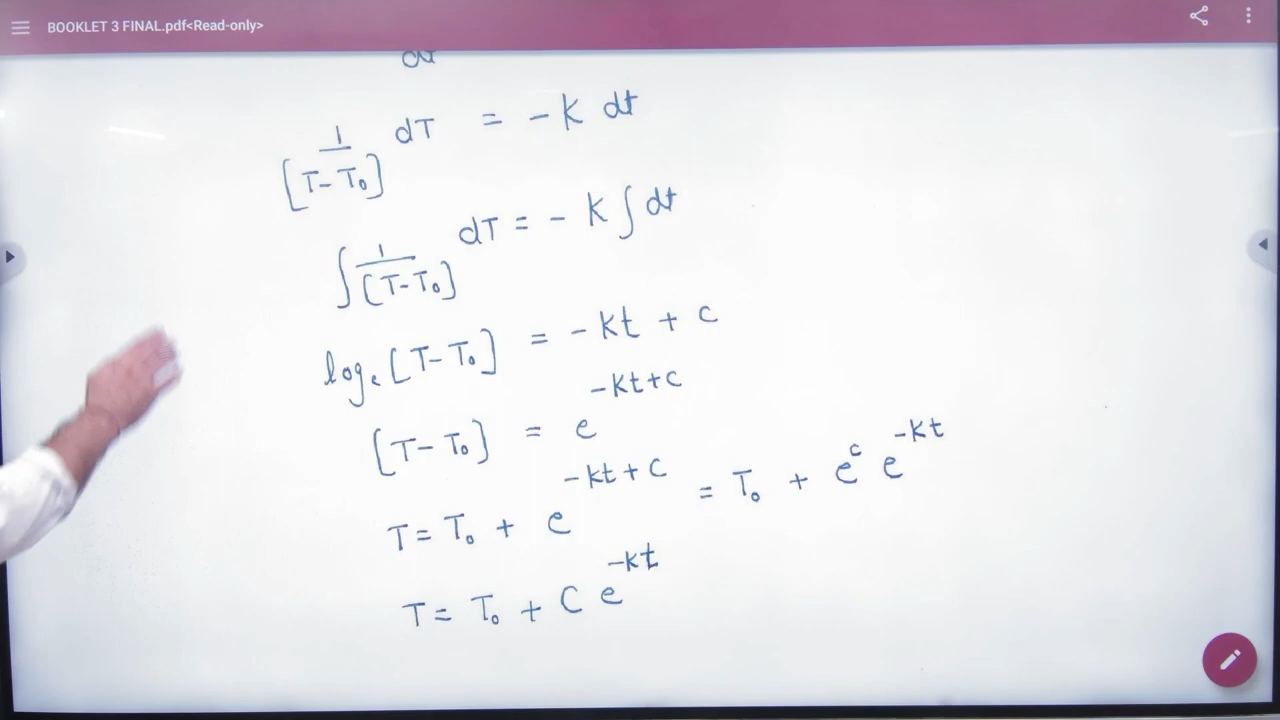 BOOKLET 3 FINAL.pdf<Read-only>
1/[T-T₀] dT = -K dt
∫ 1/[T-T₀] dT = - K ∫ dt
logₑ [T-T₀] = -Kt + c
[T-T₀] = e^(-Kt+c)
T = T₀ + e^(-kt+c) = T₀ + e^c e^(-Kt)
T = T₀ + C e^(-kt)